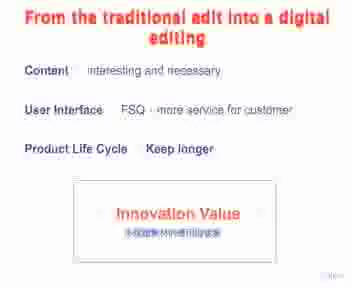 From the traditional edit into a digital
editing
Content interesting and necessary
User Interface FSQ - more service for customer
Product Life Cycle Keep longer
Innovation Value